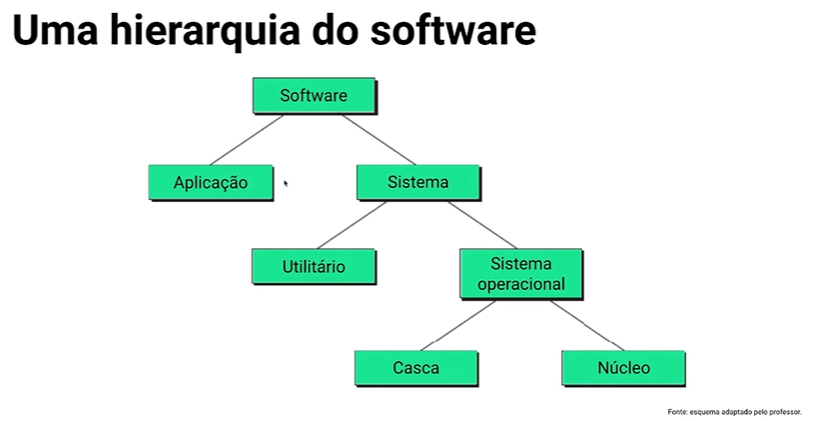 Uma hierarquia do software
Software
Aplicação
Sistema
Utilitário
Sistema
operacional
Casca
Núcleo
Fonte: esquema adaptado pelo professor.